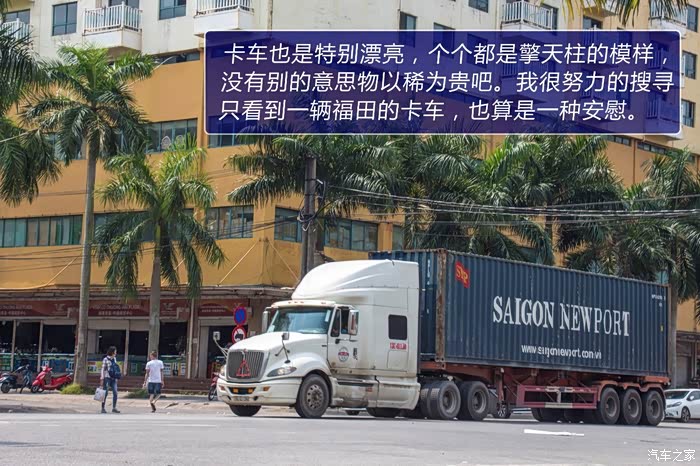 卡车也是特别漂亮，个个都是擎天柱的模样，
没有别的意思物以稀为贵吧。我很努力的搜寻
只看到一辆福田的卡车，也算是一种安慰。
SAIGON NEWPORT
www.saigonnewport.com.vn
汽车之家